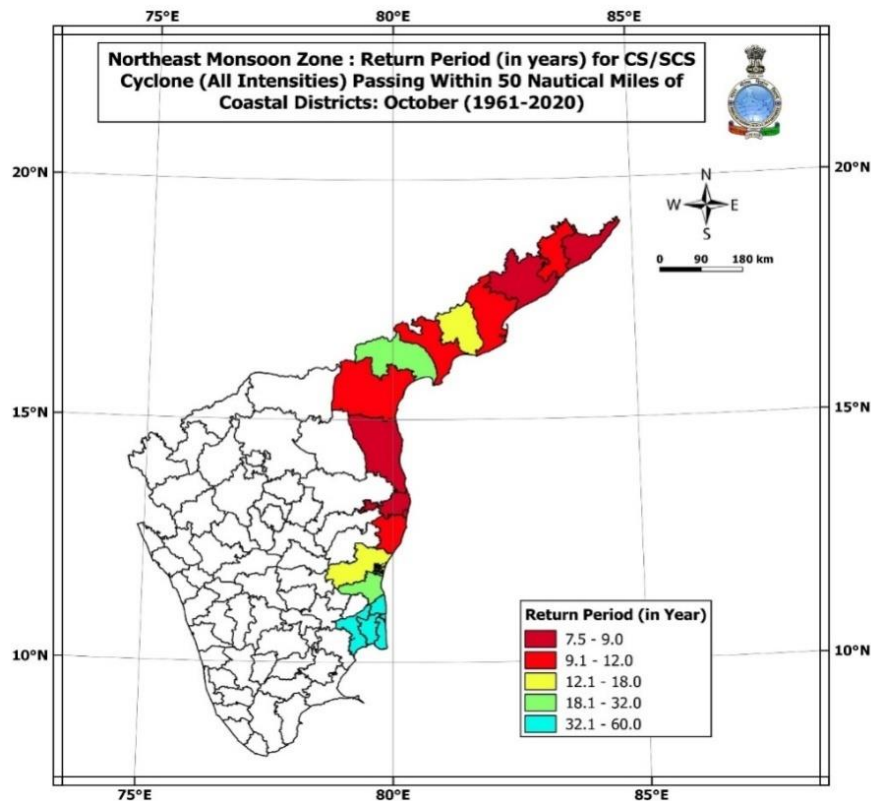 75°E 80°E 85°E
Northeast Monsoon Zone : Return Period (in years) for CS/SCS
Cyclone (All Intensities) Passing Within 50 Nautical Miles of
Coastal Districts: October (1961-2020)
20°N 20°N
N
W E
S
0 90 180 km
15°N 15°N
Return Period (in Year)
7.5 - 9.0
9.1 - 12.0
12.1 - 18.0
18.1 - 32.0
32.1 - 60.0
10°N 10°N
75°E 80°E 85°E